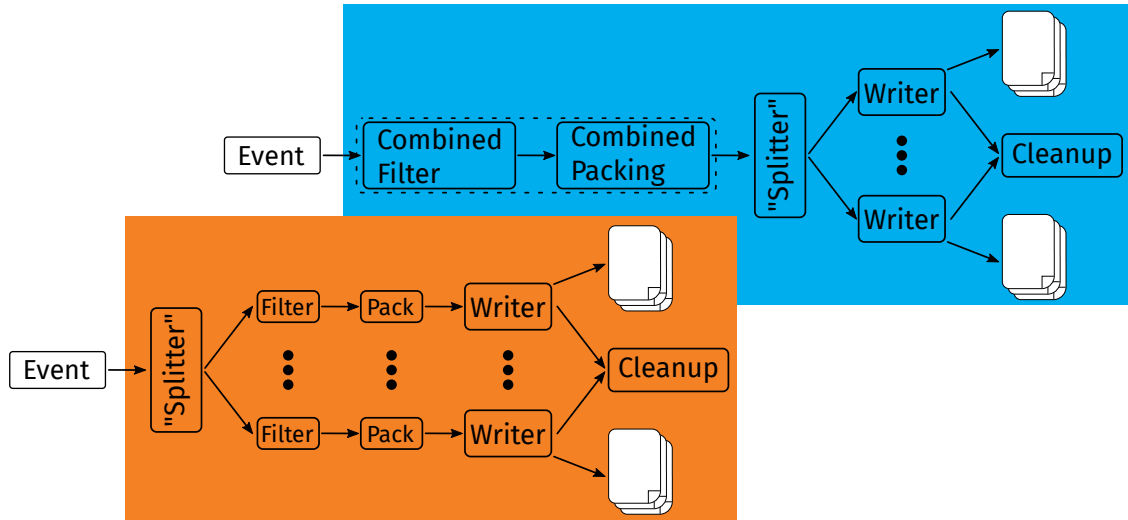 Event
Combined
Filter
Combined
Packing
"Splitter"
Writer
Writer
Cleanup
Event
"Splitter"
Filter
Pack
Writer
Filter
Pack
Writer
Cleanup